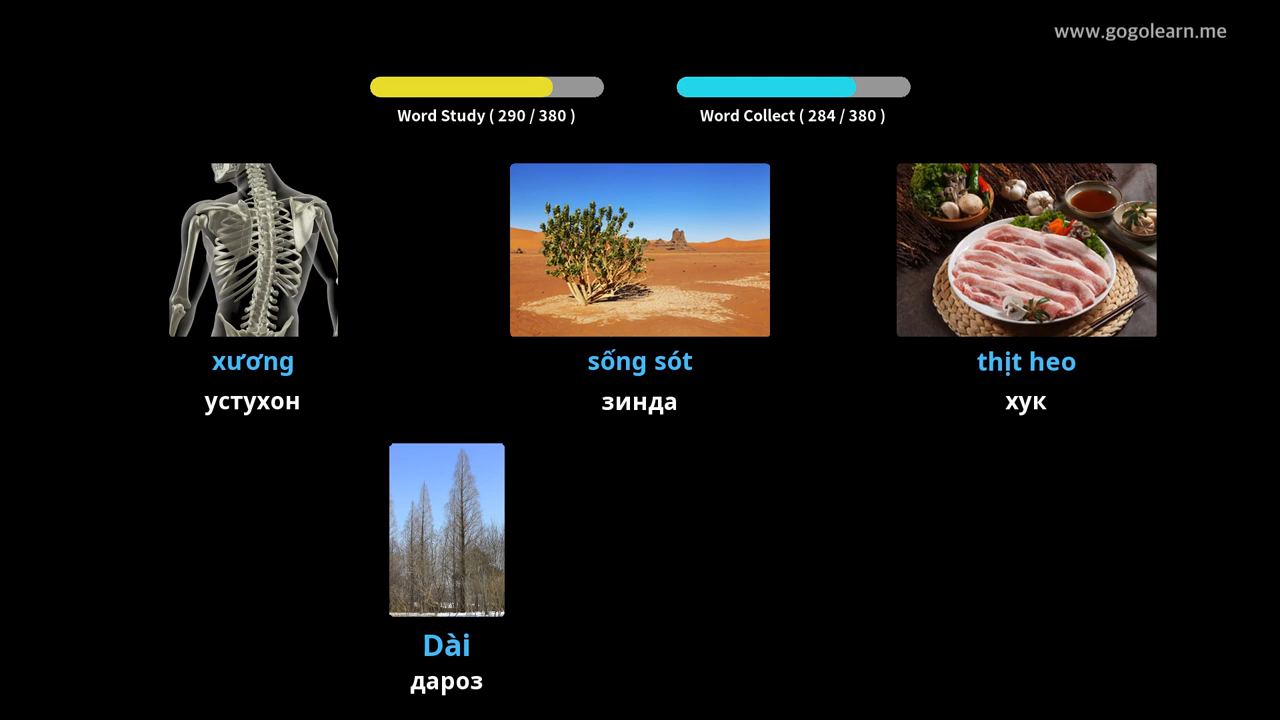 www.gogolearn.me
Word Study ( 290 / 380 )
Word Collect ( 284 / 380 )
xương
sống sót
thịt heo
устухон
зинда
хук
Dài
дароз